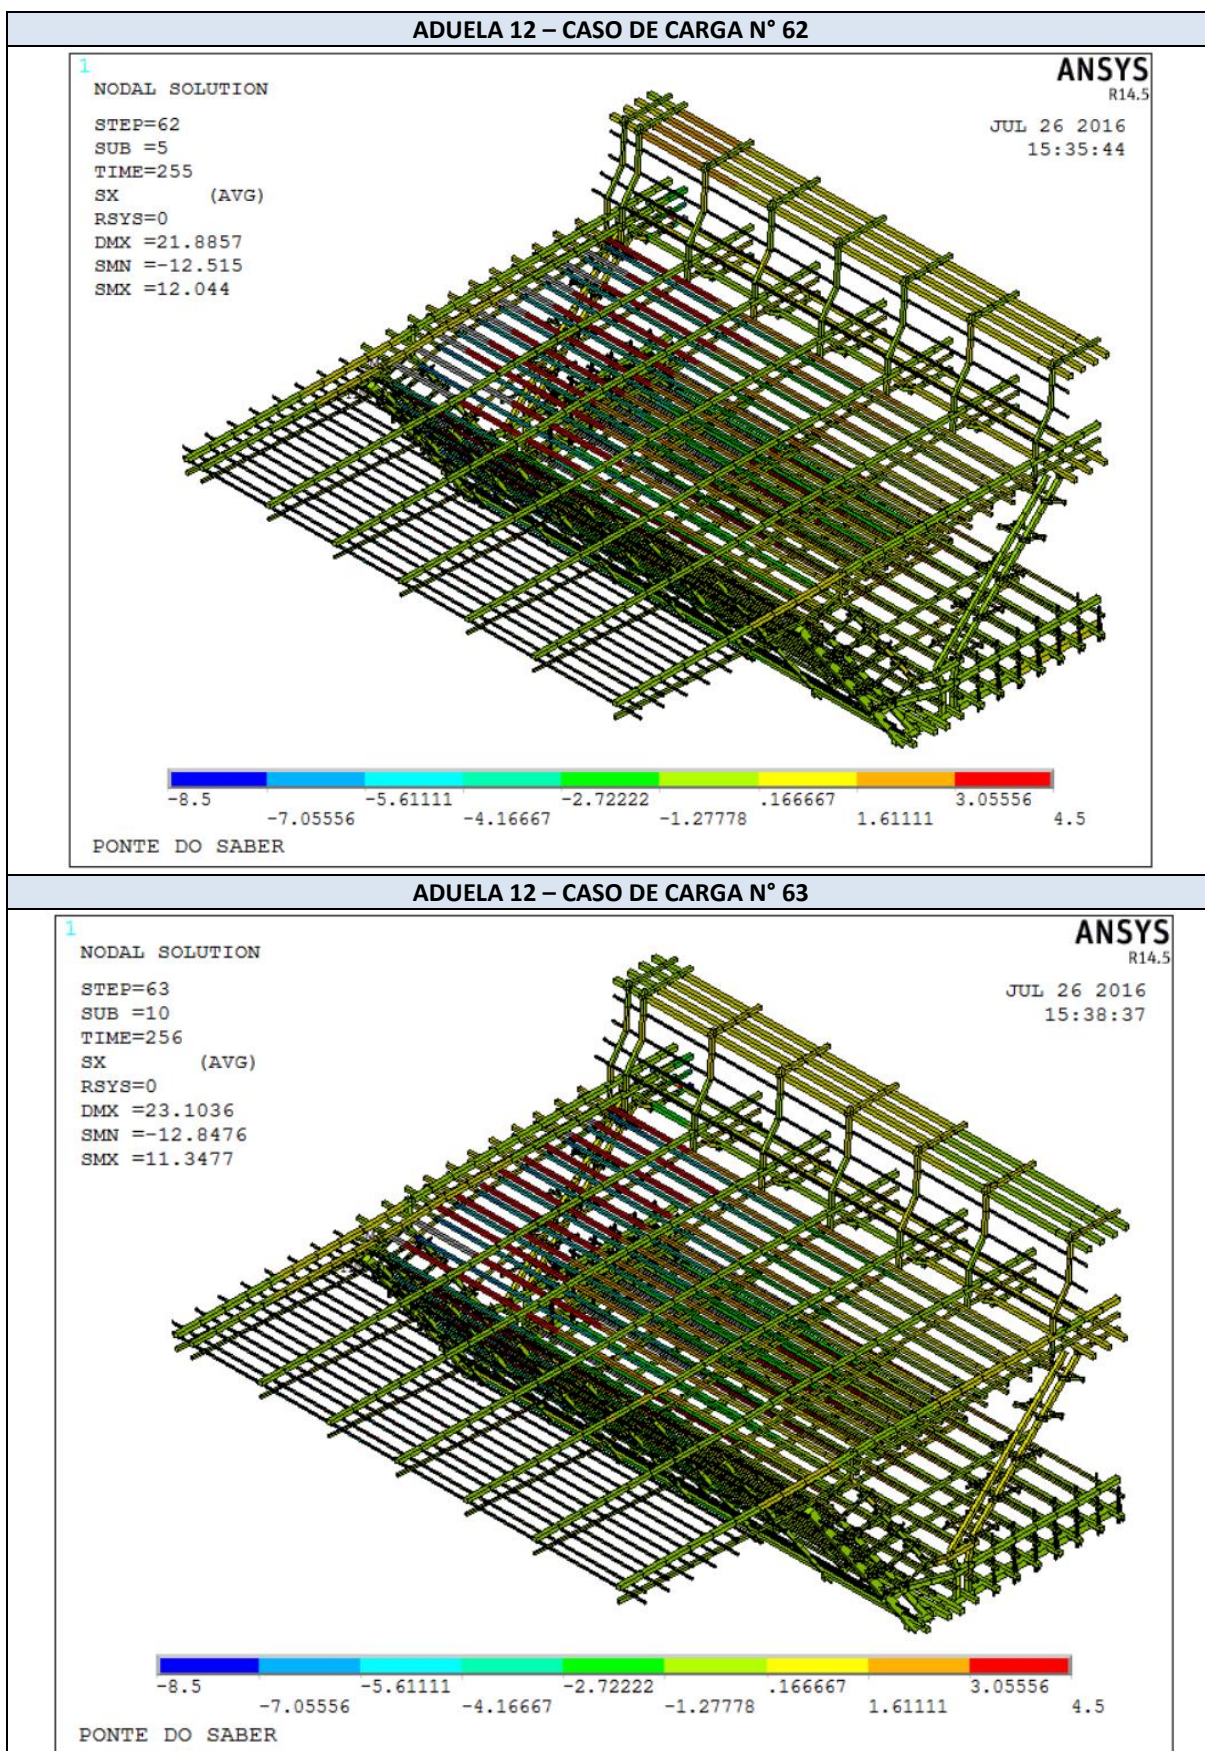 ADUELA 12 – CASO DE CARGA N° 62
1
ANSYS
R14.5
NODAL SOLUTION
STEP=62
SUB =5
TIME=255
SX (AVG)
RSYS=0
DMX =21.8857
SMN =-12.515
SMX =12.044
JUL 26 2016
15:35:44
-8.5 -5.61111 -2.72222 .166667 3.05556
-7.05556 -4.16667 -1.27778 1.61111 4.5
PONTE DO SABER
ADUELA 12 – CASO DE CARGA N° 63
1
ANSYS
R14.5
NODAL SOLUTION
STEP=63
SUB =10
TIME=256
SX (AVG)
RSYS=0
DMX =23.1036
SMN =-12.8476
SMX =11.3477
JUL 26 2016
15:38:37
-8.5 -5.61111 -2.72222 .166667 3.05556
-7.05556 -4.16667 -1.27778 1.61111 4.5
PONTE DO SABER